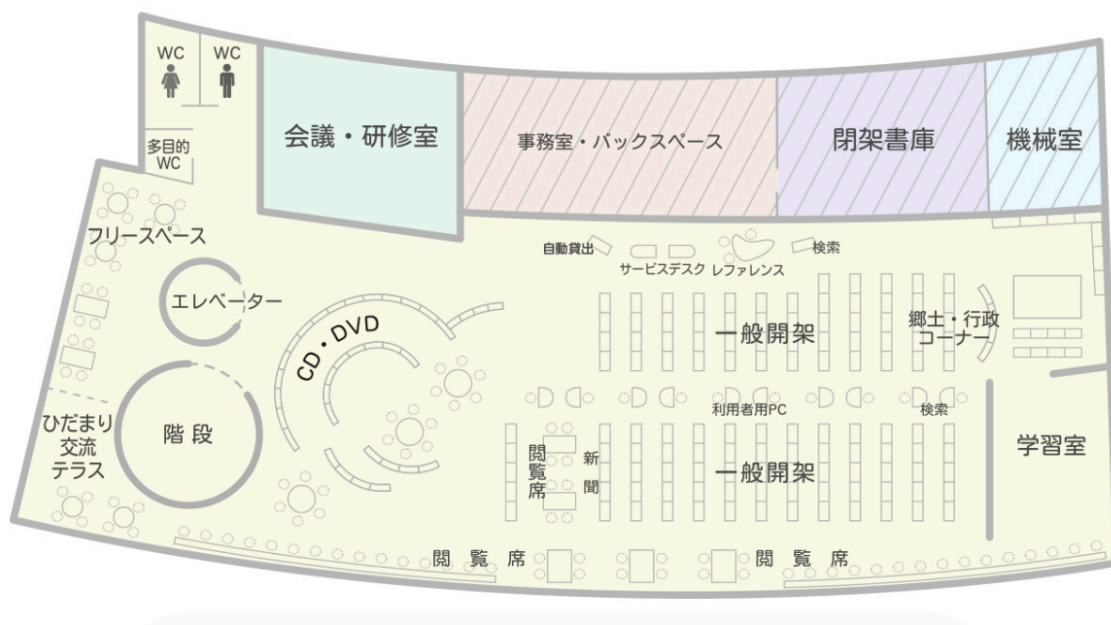 WC
WC
多目的
WC
会議・研修室
事務室・バックスペース
閉架書庫
機械室
フリースペース
自動貸出
サービスデスク
レファレンス
検索
エレベーター
CD・DVD
一般開架
郷土・行政
コーナー
利用者用PC
検索
ひだまり
交流
テラス
階段
閲覧席
新聞
一般開架
学習室
閲覧席
閲覧席